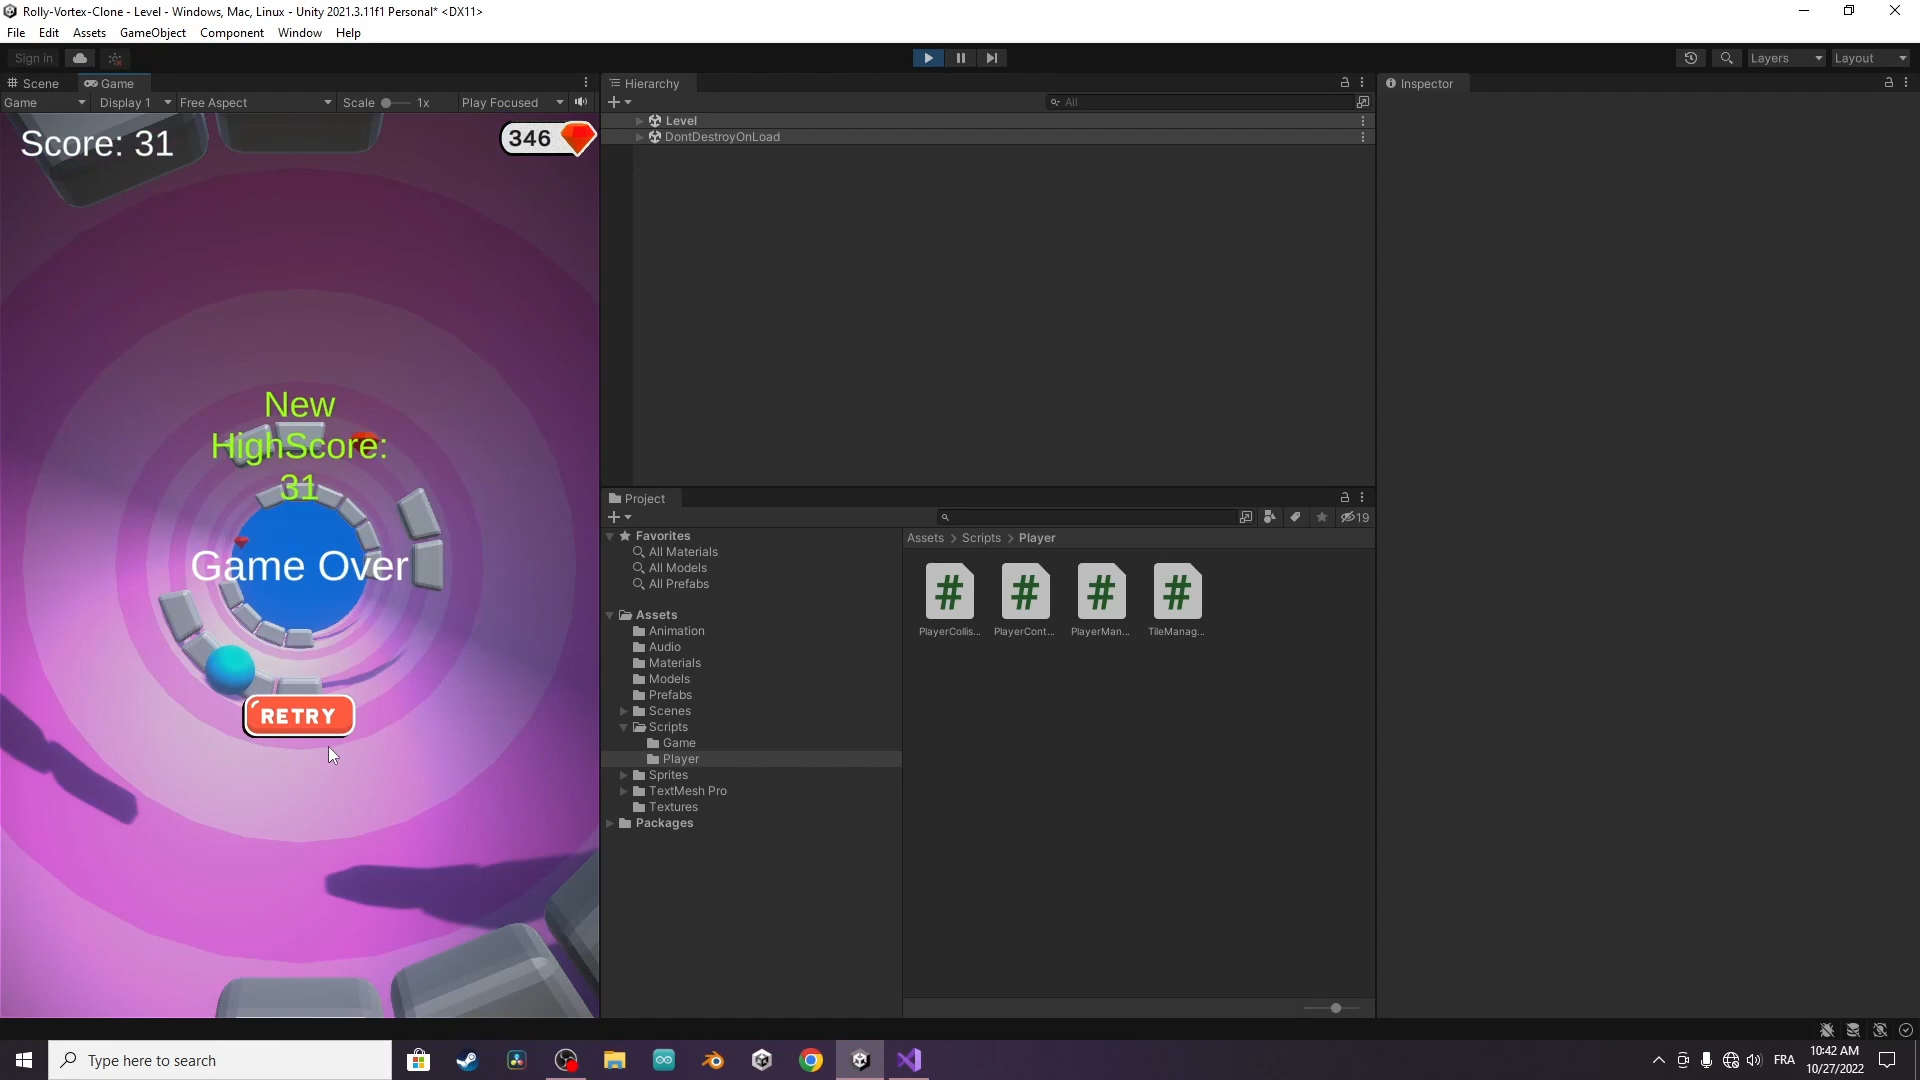 Rolly-Vortex-Clone - Level - Windows, Mac, Linux - Unity 2021.3.11f1 Personal* <DX11>
File Edit Assets GameObject Component Window Help
Sign in
Layers
Layout
Scene
Game
Game
Display 1
Free Aspect
Scale
1x
Play Focused
Score: 31
346
New
HighScore:
31
Game Over
RETRY
Hierarchy
All
Level
DontDestroyOnLoad
Project
19
Favorites
All Materials
All Models
All Prefabs
Assets
Animation
Audio
Materials
Models
Prefabs
Scenes
Scripts
Game
Player
Sprites
TextMesh Pro
Textures
Packages
Assets > Scripts > Player
PlayerCollis...
PlayerCont...
PlayerMan...
TileManag...
Inspector
Type here to search
FRA
10:42 AM
10/27/2022